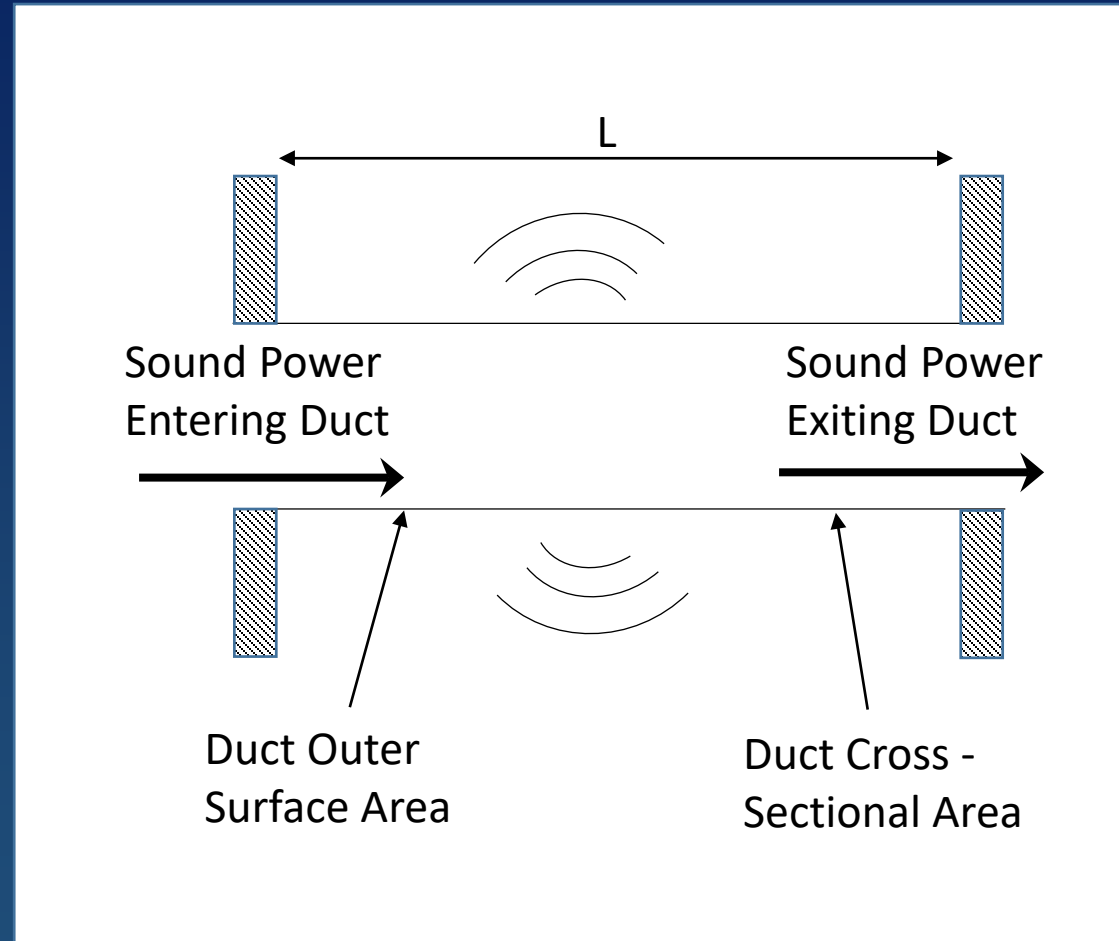 L
Sound Power
Entering Duct
Sound Power
Exiting Duct
Duct Outer
Surface Area
Duct Cross -
Sectional Area